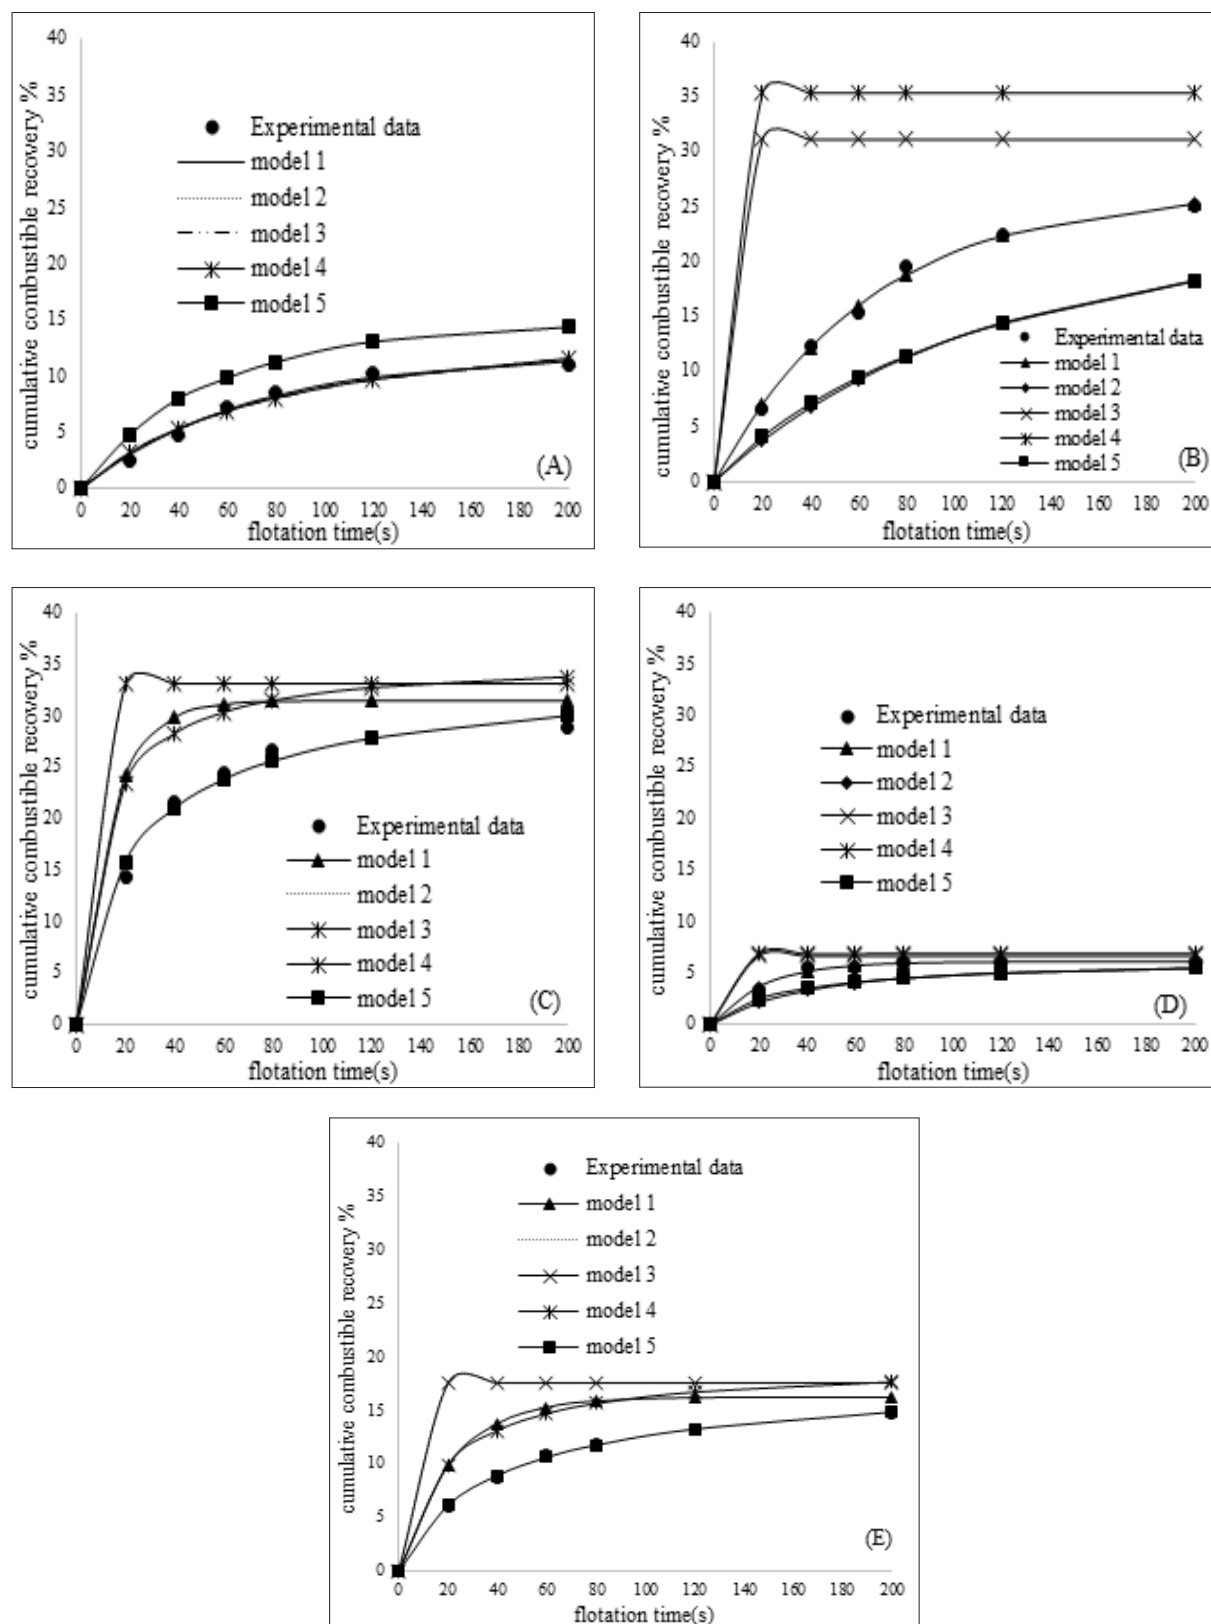 cumulative combustible recovery %
40
35
30
25
20
15
10
5
0
Experimental data
model 1
model 2
model 3
model 4
model 5
(A)
0 20 40 60 80 100 120 140 160 180 200
flotation time(s)
cumulative combustible recovery %
40
35
30
25
20
15
10
5
0
Experimental data
model 1
model 2
model 3
model 4
model 5
(B)
0 20 40 60 80 100 120 140 160 180 200
flotation time(s)
cumulative combustible recovery %
40
35
30
25
20
15
10
5
0
Experimental data
model 1
model 2
model 3
model 4
model 5
(C)
0 20 40 60 80 100 120 140 160 180 200
flotation time(s)
cumulative combustible recovery %
40
35
30
25
20
15
10
5
0
Experimental data
model 1
model 2
model 3
model 4
model 5
(D)
0 20 40 60 80 100 120 140 160 180 200
flotation time(s)
cumulative combustible recovery %
40
35
30
25
20
15
10
5
0
Experimental data
model 1
model 2
model 3
model 4
model 5
(E)
0 20 40 60 80 100 120 140 160 180 200
flotation time(s)